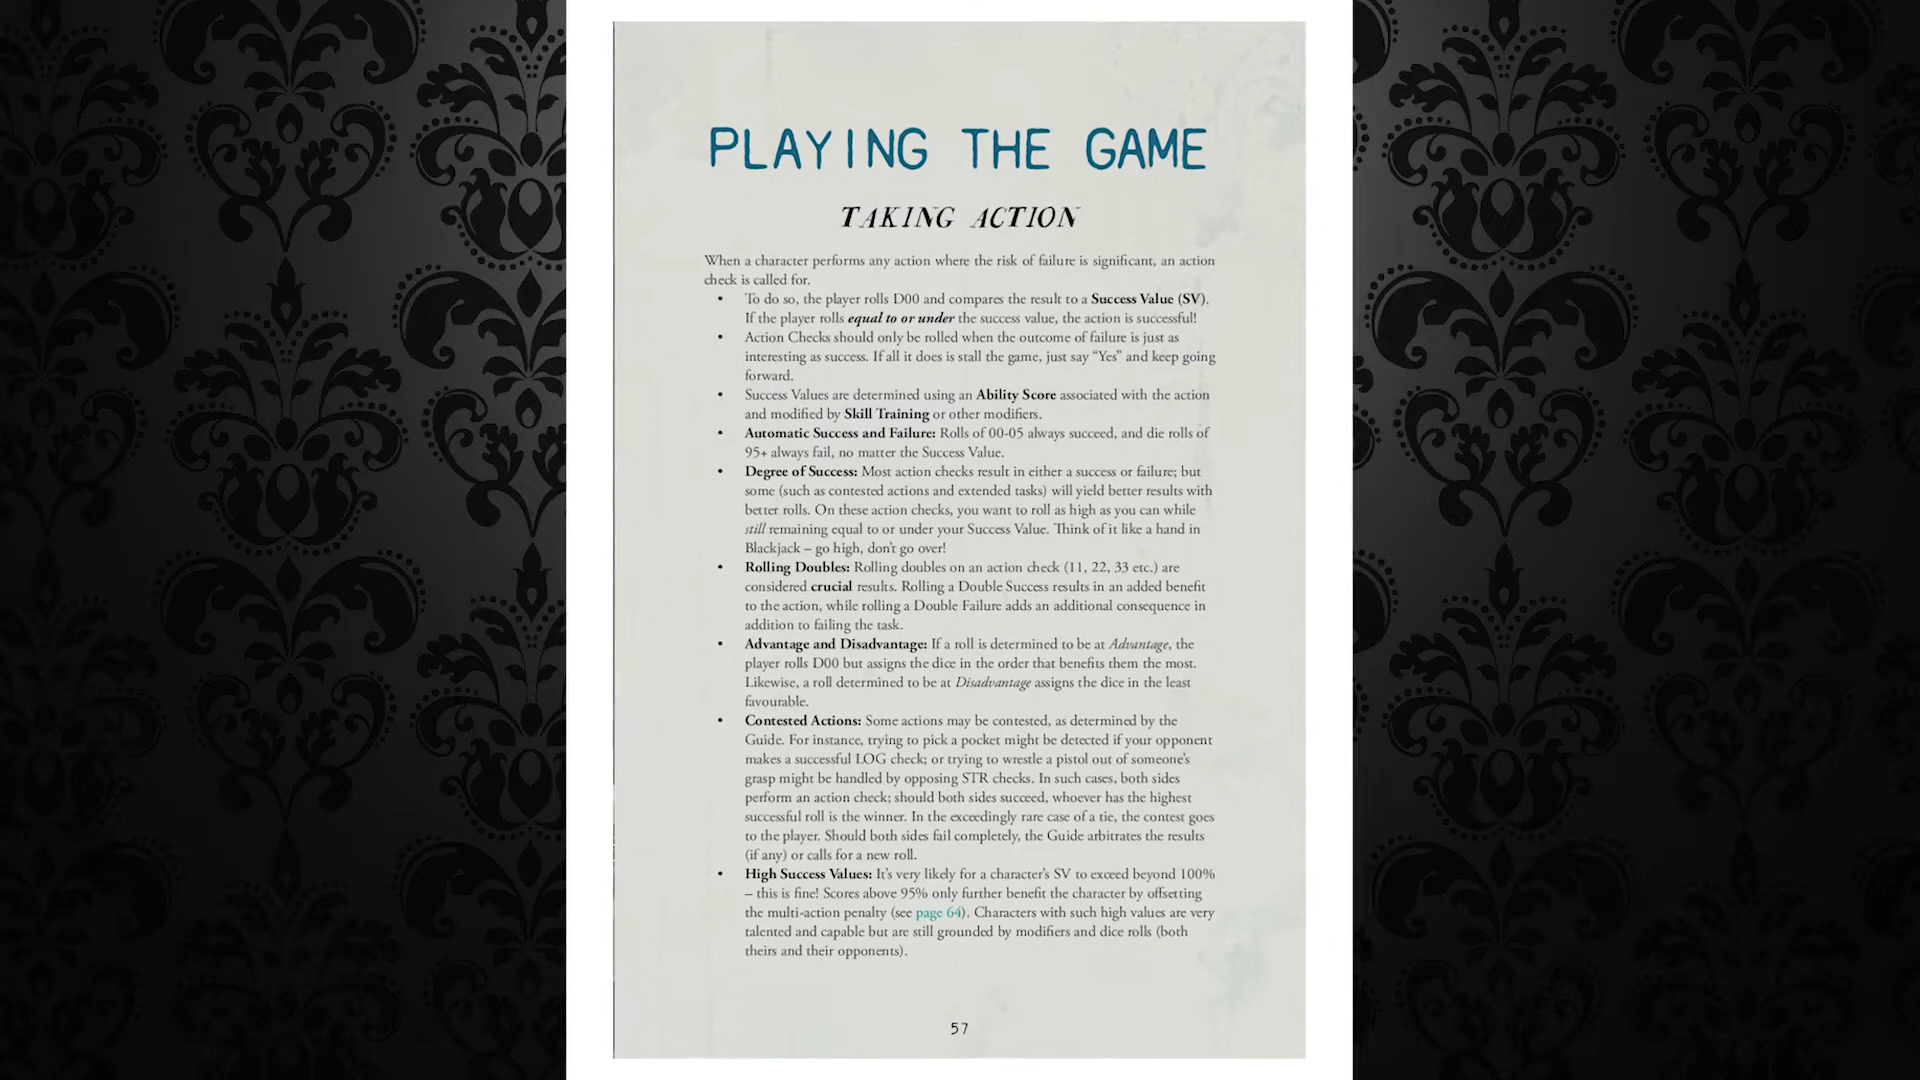 PLAYING THE GAME
TAKING ACTION
When a character performs any action where the risk of failure is significant, an action
check is called for.
• To do so, the player rolls D00 and compares the result to a Success Value (SV).
If the player rolls equal to or under the success value, the action is successful!
• Action Checks should only be rolled when the outcome of failure is just as
interesting as success. If all it does is stall the game, just say “Yes” and keep going
forward.
• Success Values are determined using an Ability Score associated with the action
and modified by Skill Training or other modifiers.
• Automatic Success and Failure: Rolls of 00-05 always succeed, and die rolls of
95+ always fail, no matter the Success Value.
• Degree of Success: Most action checks result in either a success or failure; but
some (such as contested actions and extended tasks) will yield better results with
better rolls. On these action checks, you want to roll as high as you can while
still remaining equal to or under your Success Value. Think of it like a hand in
Blackjack – go high, don’t go over!
• Rolling Doubles: Rolling doubles on an action check (11, 22, 33 etc.) are
considered crucial results. Rolling a Double Success results in an added benefit
to the action, while rolling a Double Failure adds an additional consequence in
addition to failing the task.
• Advantage and Disadvantage: If a roll is determined to be at Advantage, the
player rolls D00 but assigns the dice in the order that benefits them the most.
Likewise, a roll determined to be at Disadvantage assigns the dice in the least
favourable.
• Contested Actions: Some actions may be contested, as determined by the
Guide. For instance, trying to pick a pocket might be detected if your opponent
makes a successful LOG check; or trying to wrestle a pistol out of someone’s
grasp might be handled by opposing STR checks. In such cases, both sides
perform an action check; should both sides succeed, whoever has the highest
successful roll is the winner. In the exceedingly rare case of a tie, the contest goes
to the player. Should both sides fail completely, the Guide arbitrates the results
(if any) or calls for a new roll.
• High Success Values: It’s very likely for a character’s SV to exceed beyond 100%
– this is fine! Scores above 95% only further benefit the character by offsetting
the multi-action penalty (see page 64). Characters with such high values are very
talented and capable but are still grounded by modifiers and dice rolls (both
theirs and their opponents).
57